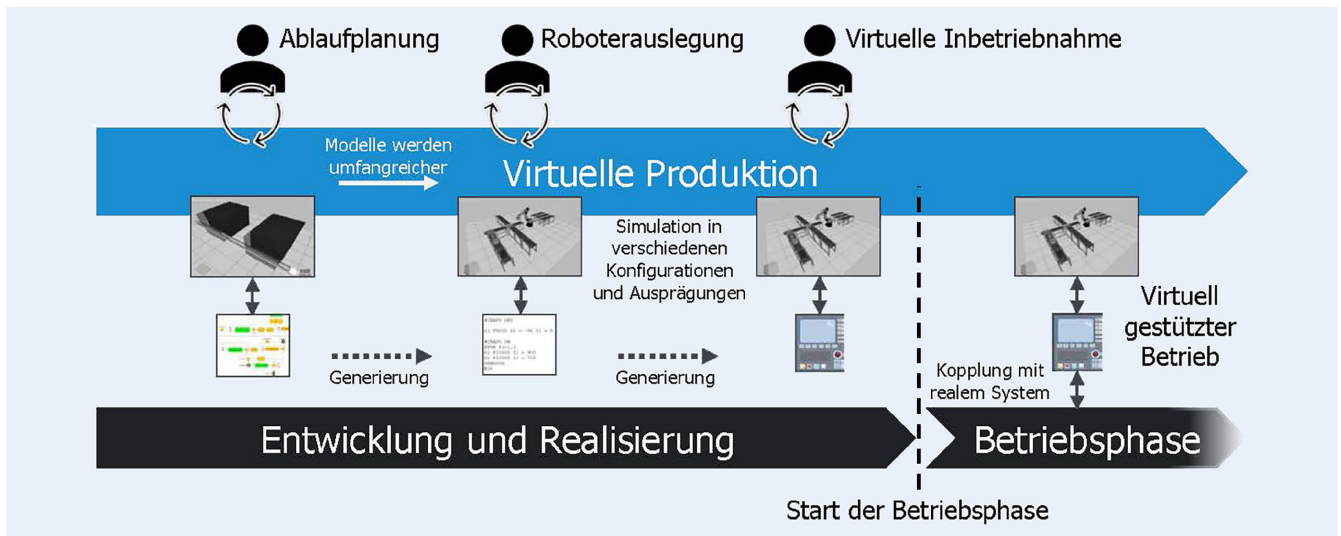 Ablaufplanung
Roboterauslegung
Virtuelle Inbetriebnahme
Modelle werden
umfangreicher
Virtuelle Produktion
Simulation in
verschiedenen
Konfigurationen
und Ausprägungen
Virtuell
gestützter
Betrieb
Generierung
Generierung
Kopplung mit
realem System
Entwicklung und Realisierung
Betriebsphase
Start der Betriebsphase